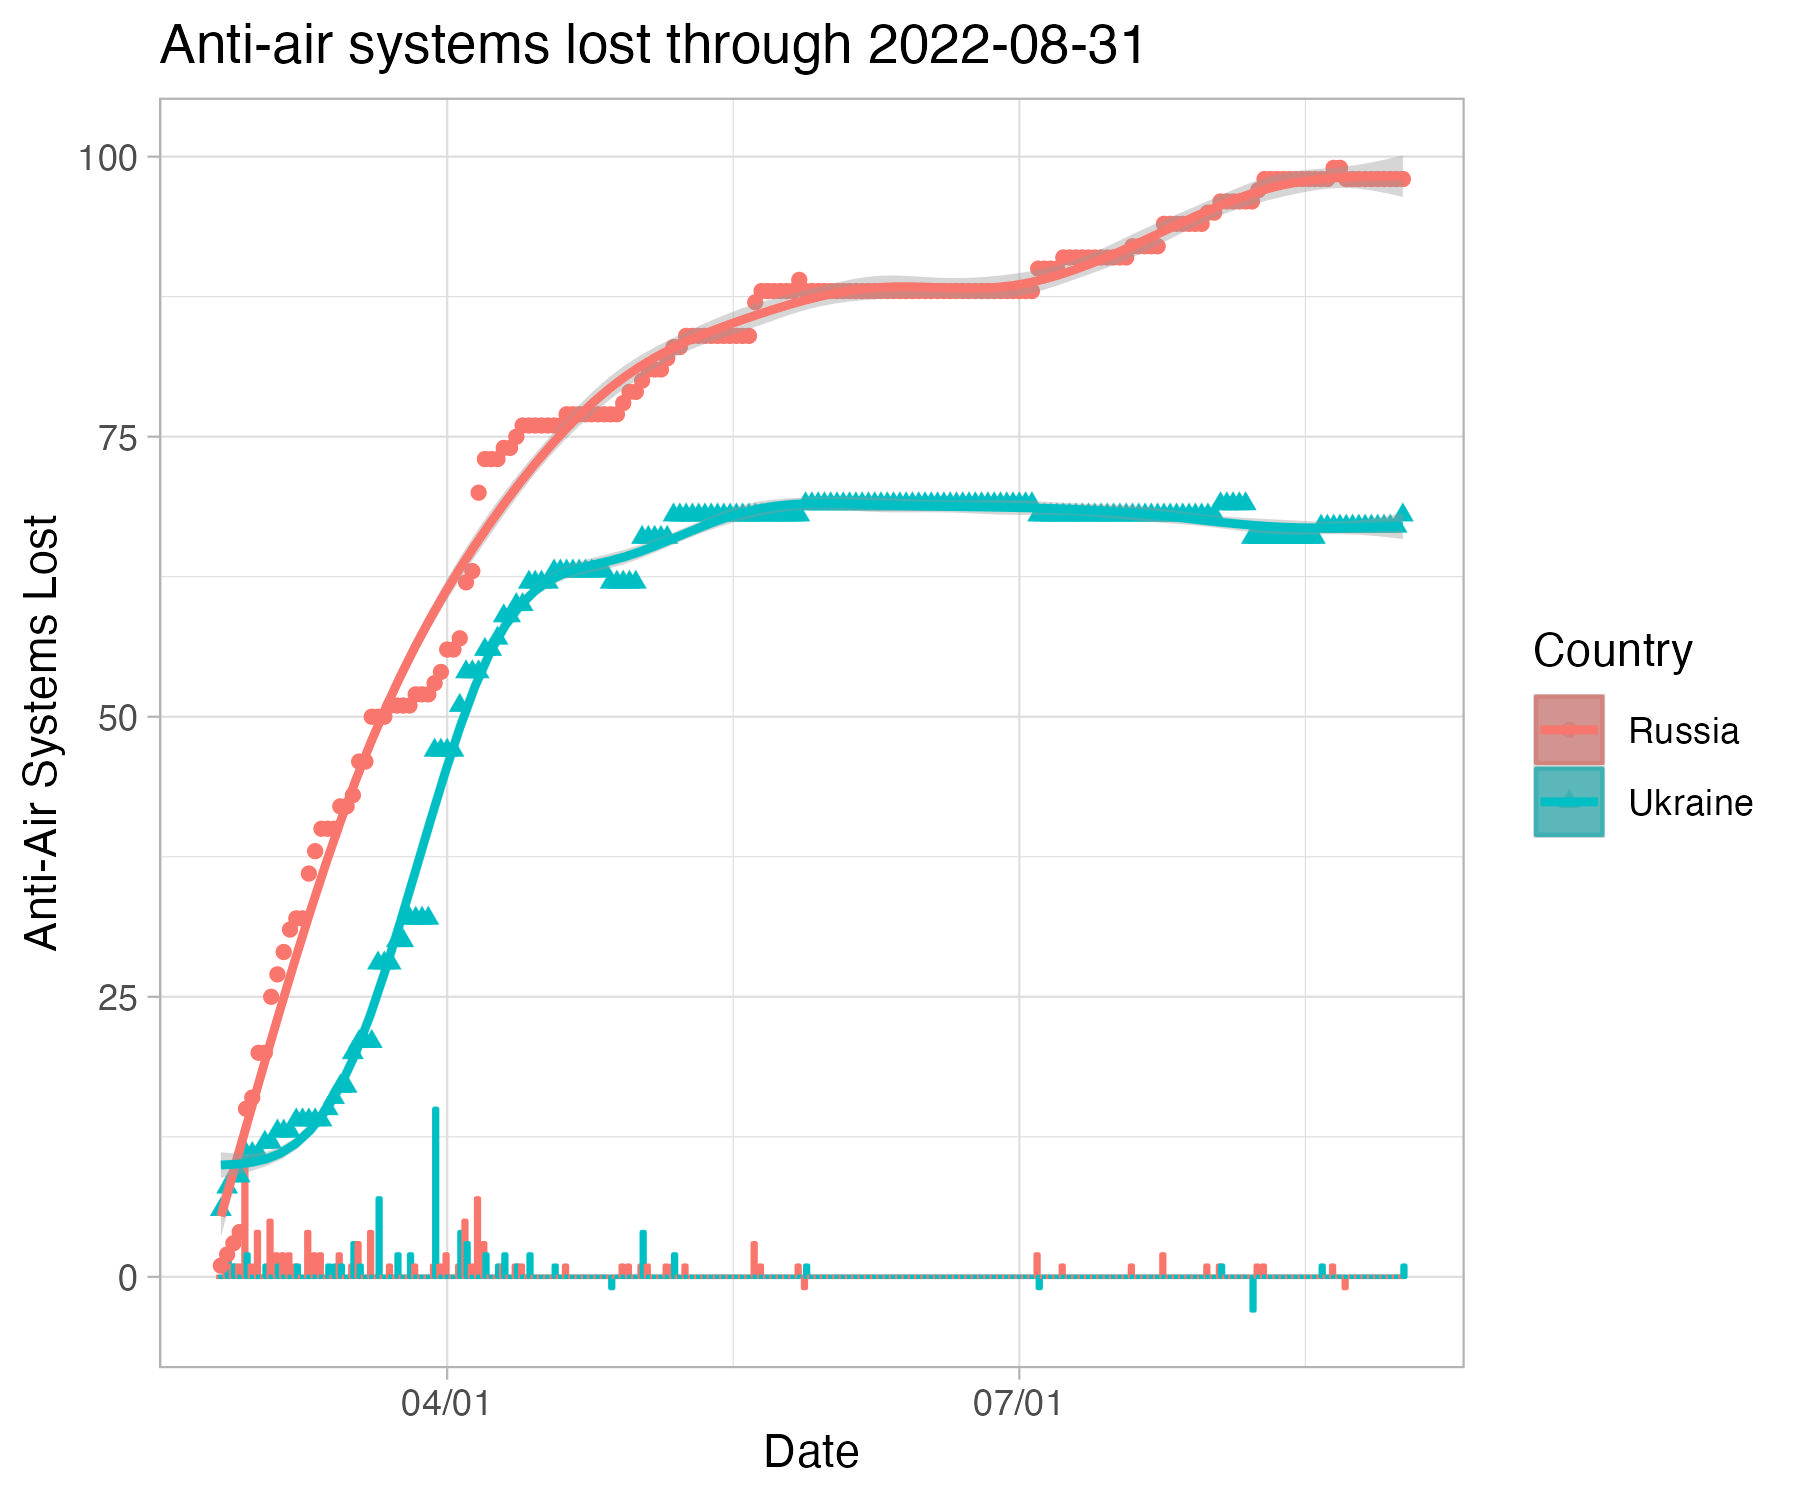 Anti-air systems lost through 2022-08-31
Anti-Air Systems Lost
100
75
50
25
0
04/01
07/01
Date
Country
Russia
Ukraine